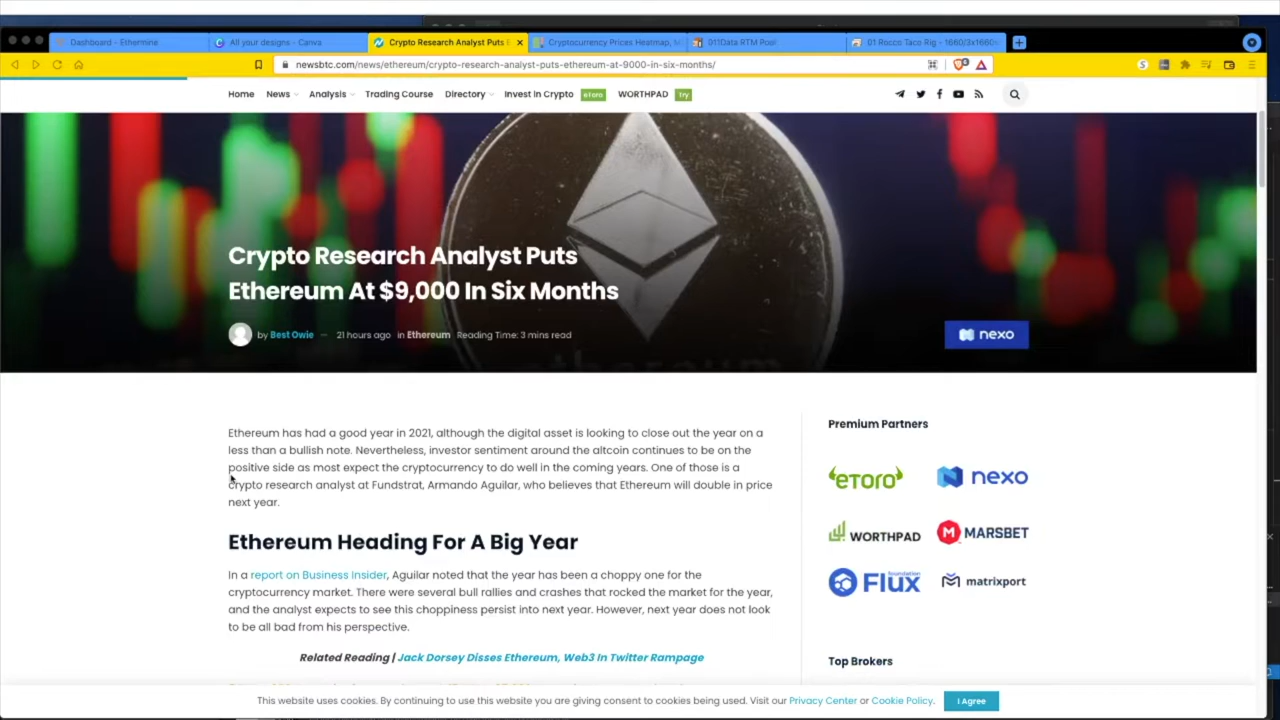 Dashboard - Ethermine
All your designs - Canva
Crypto Research Analyst Puts E
Cryptocurrency Prices Heatmap, M
011Data RTM Pool
01 Rocco Taco Rig - 1660/3x1660s
newsbtc.com/news/ethereum/crypto-research-analyst-puts-ethereum-at-9000-in-six-months/
Home News Analysis Trading Course Directory Invest In Crypto eToro WORTHPAD try
Crypto Research Analyst Puts
Ethereum At $9,000 In Six Months
by Best Owie — 21 hours ago in Ethereum Reading Time: 3 mins read
nexo
Ethereum has had a good year in 2021, although the digital asset is looking to close out the year on a
less than a bullish note. Nevertheless, investor sentiment around the altcoin continues to be on the
positive side as most expect the cryptocurrency to do well in the coming years. One of those is a
crypto research analyst at Fundstrat, Armando Aguilar, who believes that Ethereum will double in price
next year.
Ethereum Heading For A Big Year
In a report on Business Insider, Aguilar noted that the year has been a choppy one for the
cryptocurrency market. There were several bull rallies and crashes that rocked the market for the year,
and the analyst expects to see this choppiness persist into next year. However, next year does not look
to be all bad from his perspective.
Related Reading | Jack Dorsey Disses Ethereum, Web3 In Twitter Rampage
Premium Partners
eToro
nexo
WORTHPAD
MARSBET
Flux foundation
matrixport
Top Brokers
This website uses cookies. By continuing to use this website you are giving consent to cookies being used. Visit our Privacy Center or Cookie Policy. I Agree